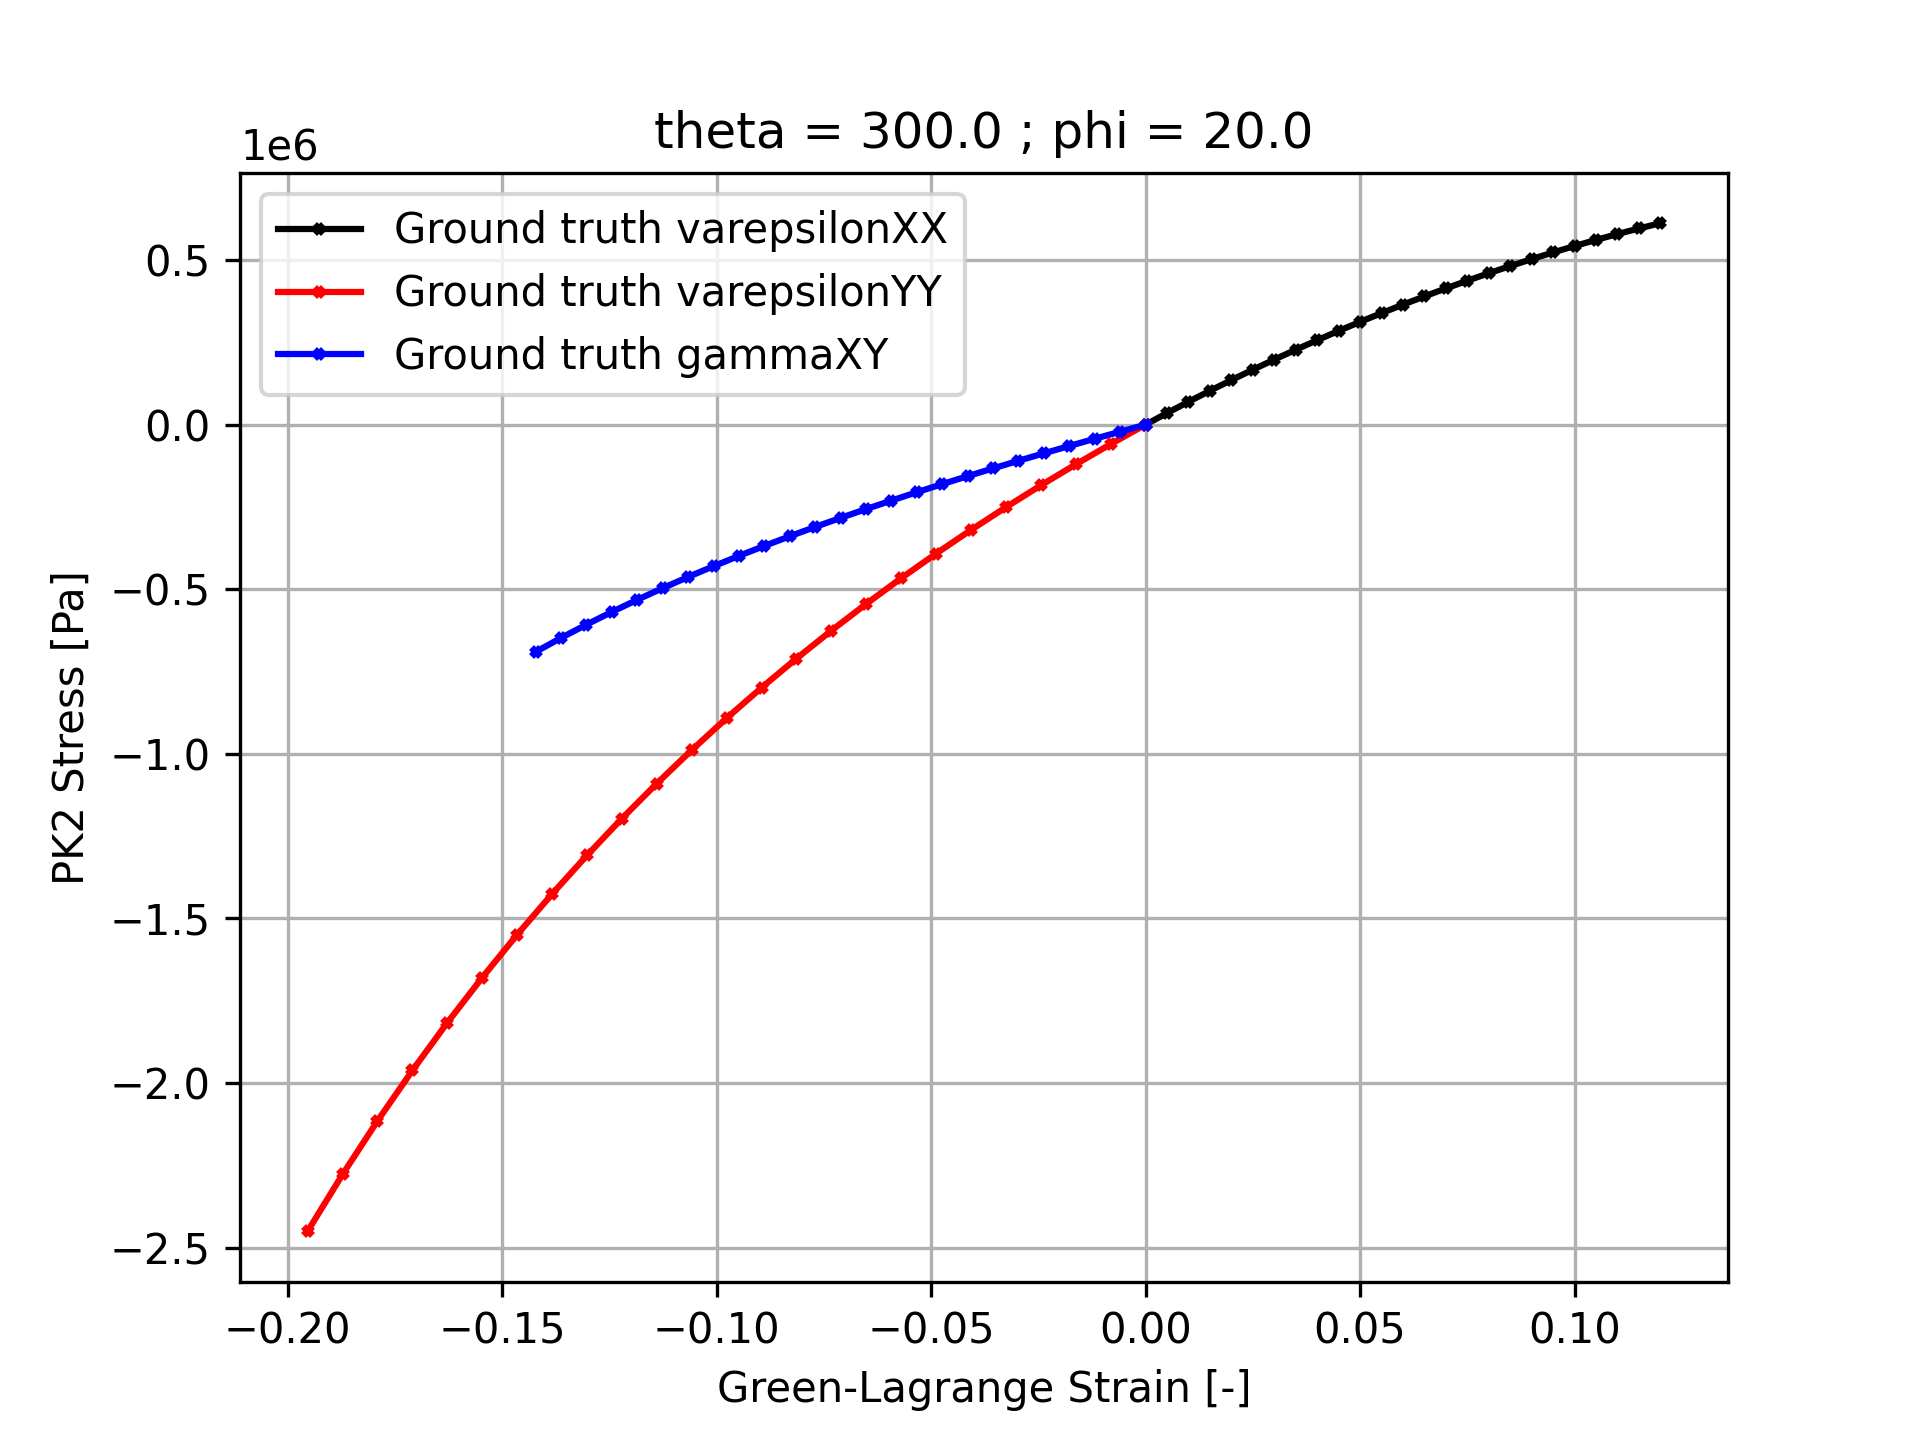 theta = 300.0 ; phi = 20.0
1e6
Ground truth varepsilonXX
Ground truth varepsilonYY
Ground truth gammaXY
0.5
0.0
−0.5
−1.0
−1.5
−2.0
−2.5
PK2 Stress [Pa]
−0.20 −0.15 −0.10 −0.05 0.00 0.05 0.10
Green-Lagrange Strain [-]